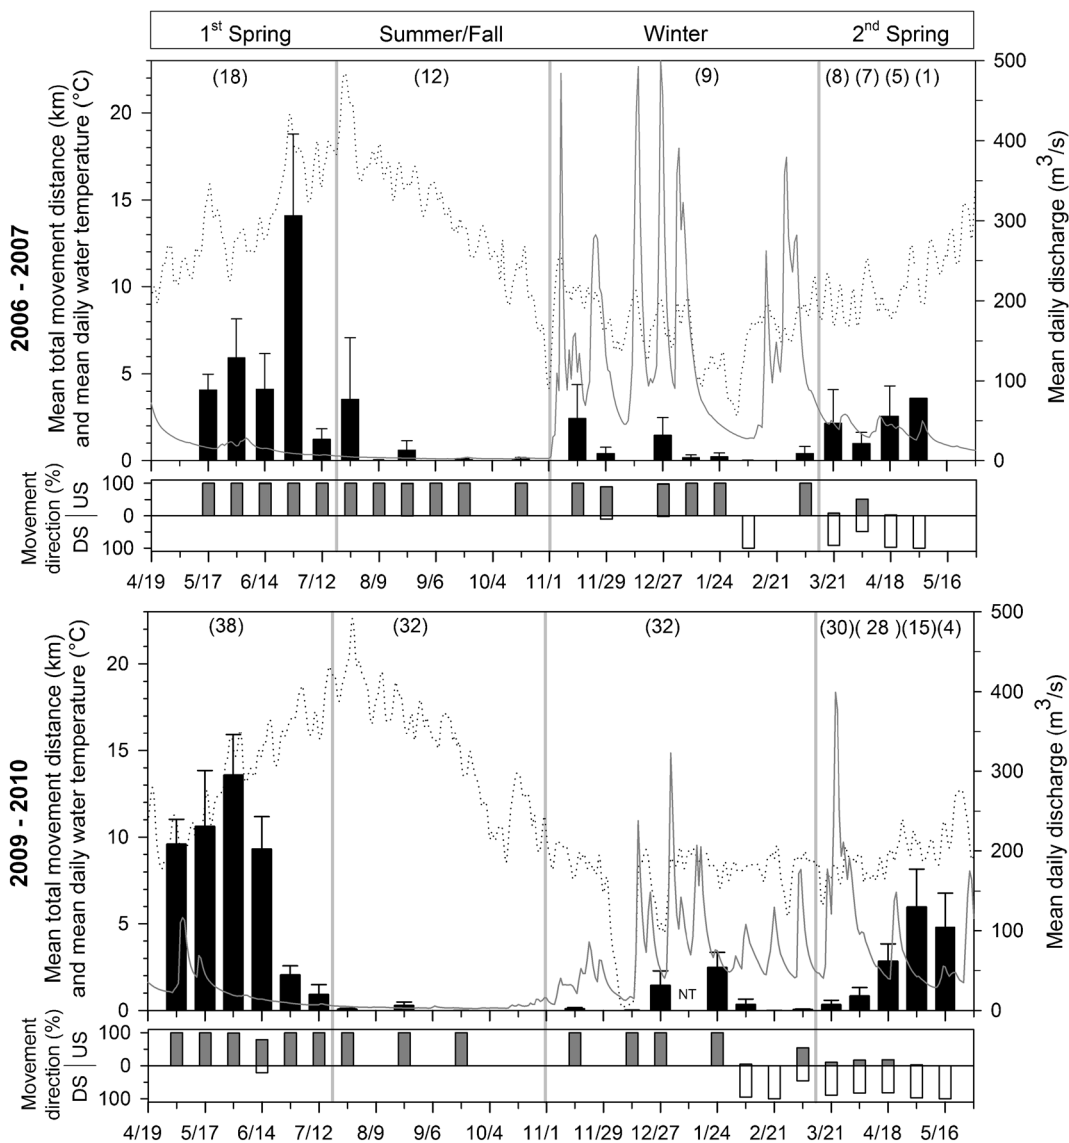 1st Spring Summer/Fall Winter 2nd Spring
2006 - 2007
Mean total movement distance (km)
and mean daily water temperature (°C)
20
15
10
5
0
(18) (12) (9) (8) (7) (5) (1)
500
400
300
200
100
0
Mean daily discharge (m3/s)
Movement
direction (%)
DS US
100
0
100
4/19 5/17 6/14 7/12 8/9 9/6 10/4 11/1 11/29 12/27 1/24 2/21 3/21 4/18 5/16
2009 - 2010
Mean total movement distance (km)
and mean daily water temperature (°C)
20
15
10
5
0
(38) (32) (32) (30) ( 28 ) (15) (4)
NT
500
400
300
200
100
0
Mean daily discharge (m3/s)
Movement
direction (%)
DS US
100
0
100
4/19 5/17 6/14 7/12 8/9 9/6 10/4 11/1 11/29 12/27 1/24 2/21 3/21 4/18 5/16